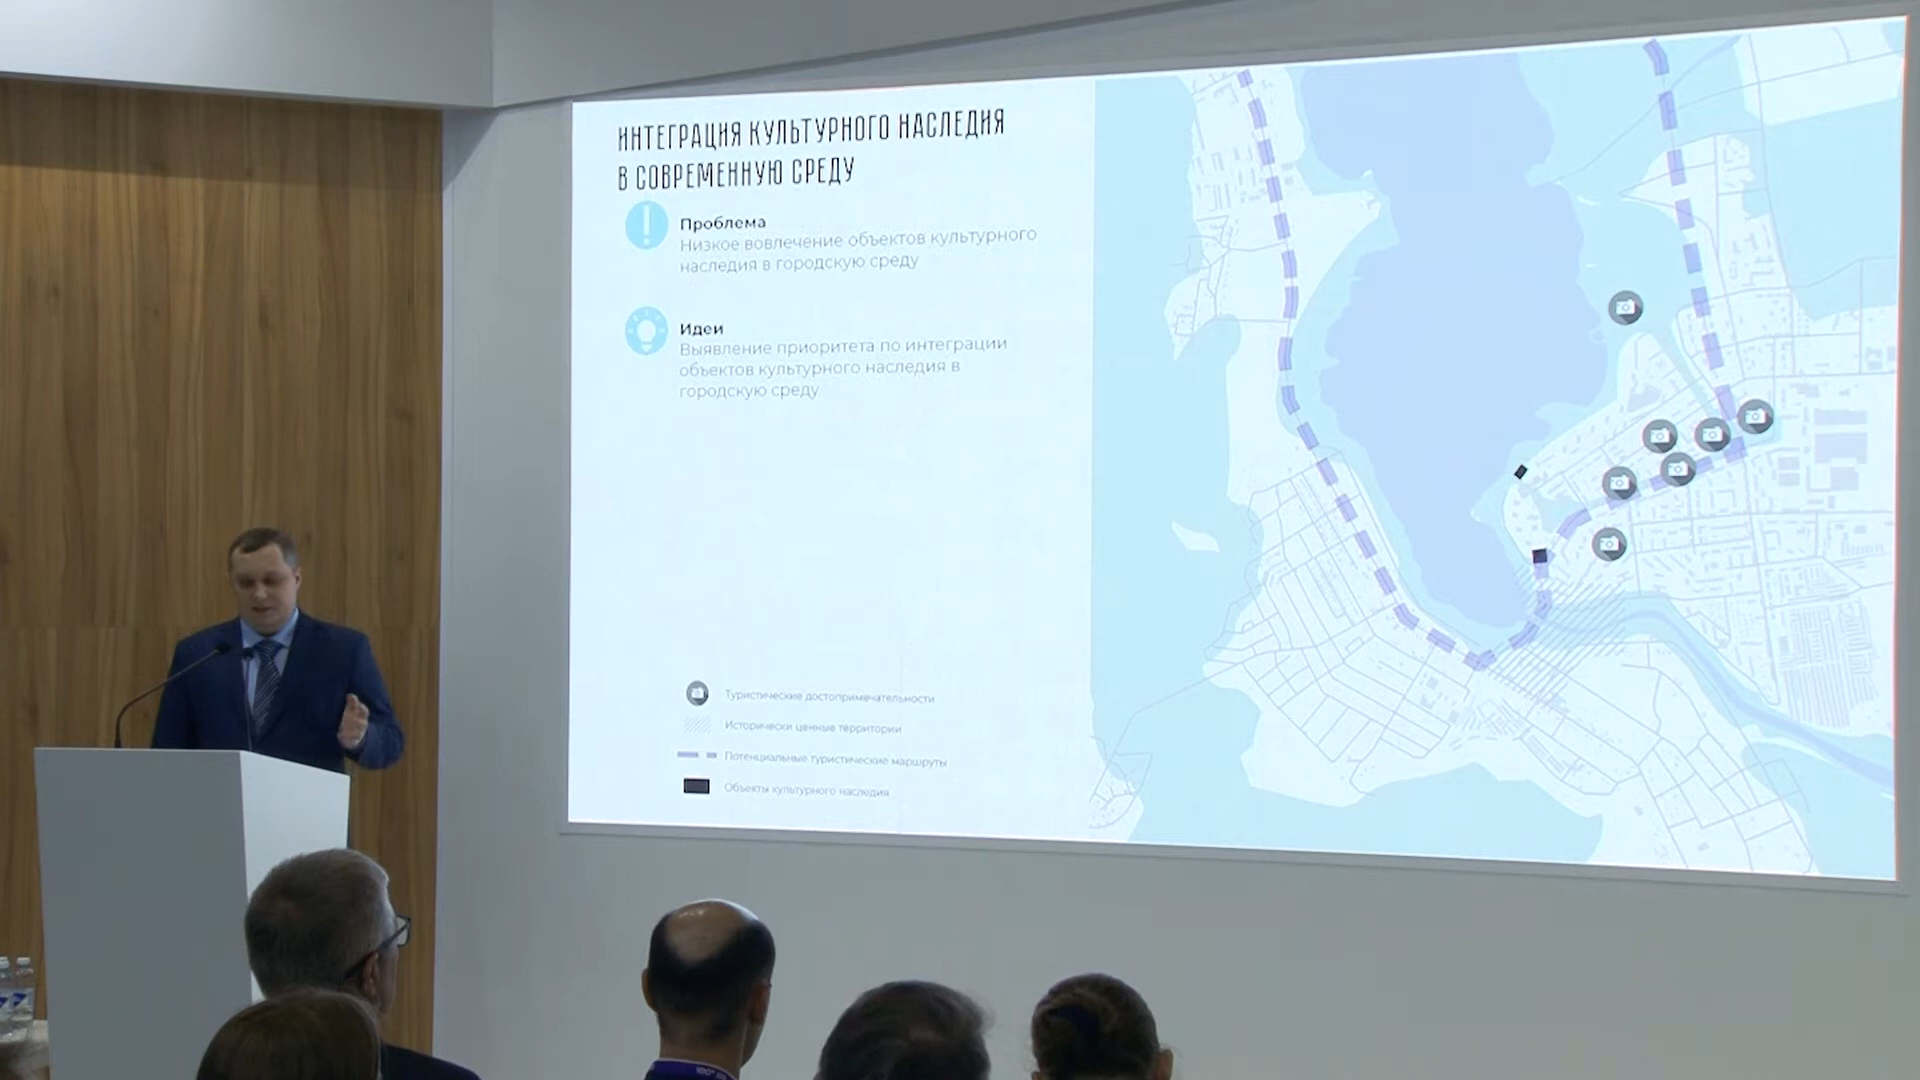 ИНТЕГРАЦИЯ КУЛЬТУРНОГО НАСЛЕДИЯ
В СОВРЕМЕННУЮ СРЕДУ
Проблема
Низкое вовлечение объектов культурного
наследия в городскую среду
Идеи
Выявление приоритета по интеграции
объектов культурного наследия в
городскую среду
Туристические достопримечательности
Исторически ценные территории
Потенциальные туристические маршруты
Объекты культурного наследия